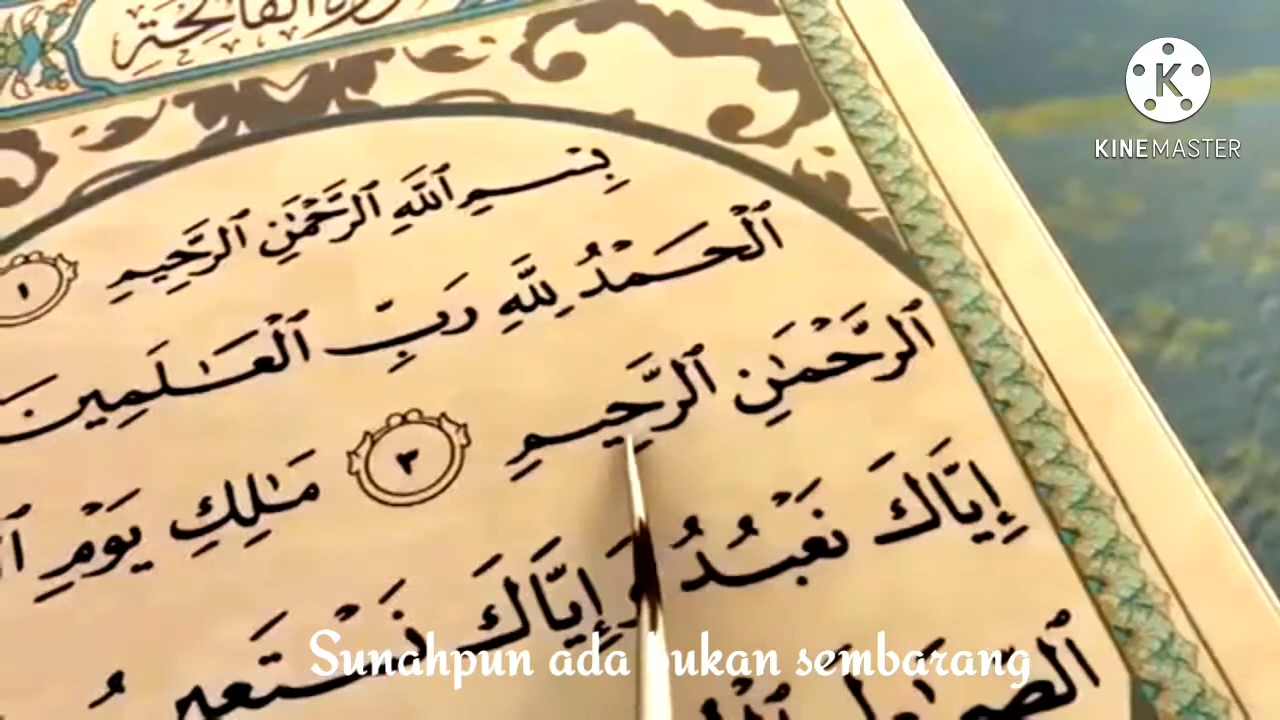 سورة الفاتحة
بِسْمِ ٱللَّهِ ٱلرَّحْمَٰنِ ٱلرَّحِيمِ ١
ٱلْحَمْدُ لِلَّهِ رَبِّ ٱلْعَٰلَمِينَ
ٱلرَّحْمَٰنِ ٱلرَّحِيمِ ٣ مَٰلِكِ يَوْمِ
إِيَّاكَ نَعْبُدُ وَإِيَّاكَ نَسْتَعِين
KINEMASTER
Sunahpun ada bukan sembarang